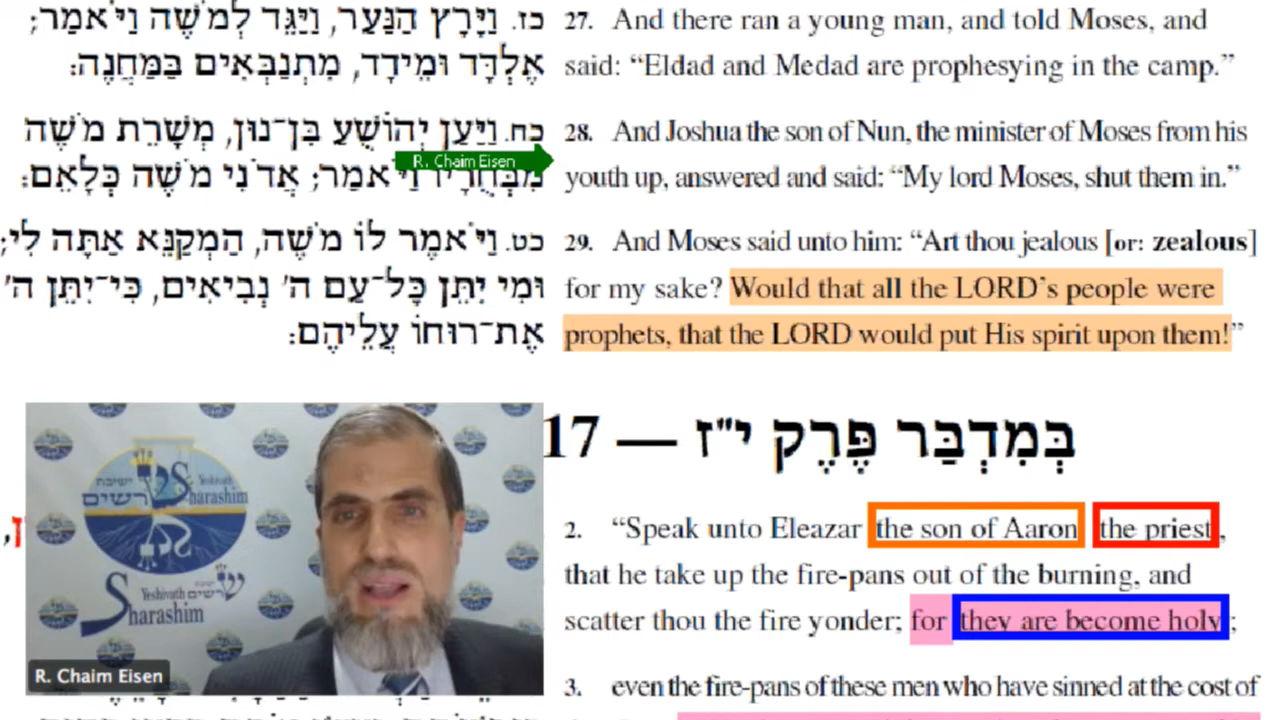 כז. וַיָּרָץ הַנַּעַר, וַיַּגֵּד לְמֹשֶׁה וַיֹּאמַר;
אֶלְדָּד וּמֵידָד, מִתְנַבְּאִים בַּמַּחֲנֶה:
כח. וַיַּעַן יְהוֹשֻׁעַ בִּן־נוּן, מְשָׁרֵת מֹשֶׁה
מִבְּחֻרָיו וַיֹּאמַר; אֲדֹנִי מֹשֶׁה כְּלָאֵם:
R. Chaim Eisen
כט. וַיֹּאמֶר לוֹ מֹשֶׁה, הַמְקַנֵּא אַתָּה לִי;
וּמִי יִתֵּן כָּל־עַם ה' נְבִיאִים, כִּי־יִתֵּן ה'
אֶת־רוּחוֹ עֲלֵיהֶם:
27. And there ran a young man, and told Moses, and
said: “Eldad and Medad are prophesying in the camp.”
28. And Joshua the son of Nun, the minister of Moses from his
youth up, answered and said: “My lord Moses, shut them in.”
29. And Moses said unto him: “Art thou jealous [or: zealous]
for my sake? Would that all the LORD’s people were
prophets, that the LORD would put His spirit upon them!”
בְּמִדְבַּר פֶּרֶק י"ז — 17
2. “Speak unto Eleazar the son of Aaron the priest,
that he take up the fire-pans out of the burning, and
scatter thou the fire yonder; for they are become holy;
3. even the fire-pans of these men who have sinned at the cost of
ישיבת
שרשים
Yeshivath
Sharashim
Yeshivath שרשים
Sharashim
R. Chaim Eisen